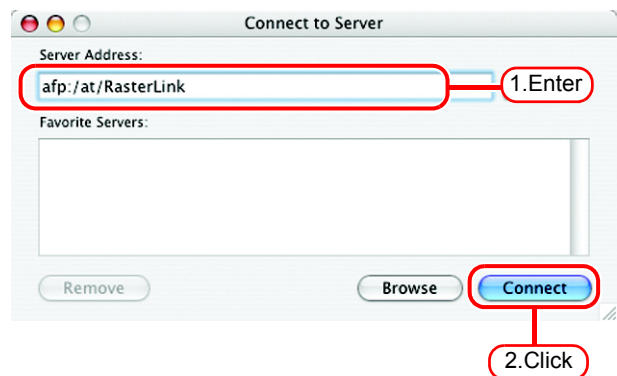 Connect to Server
Server Address:
afp:/at/RasterLink
1.Enter
Favorite Servers:
Remove
Browse
Connect
2.Click